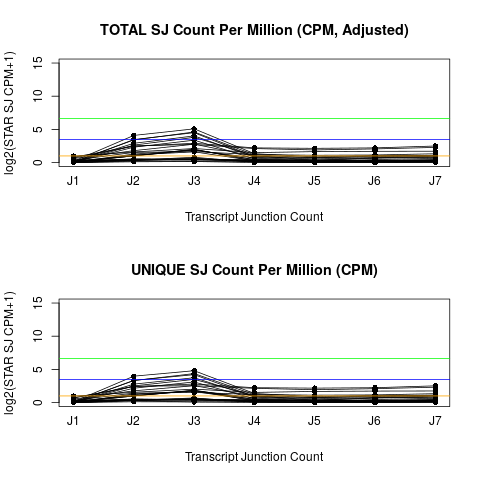 TOTAL SJ Count Per Million (CPM, Adjusted)
log2(STAR SJ CPM+1)
15
10
5
0
J1 J2 J3 J4 J5 J6 J7
Transcript Junction Count
UNIQUE SJ Count Per Million (CPM)
log2(STAR SJ CPM+1)
15
10
5
0
J1 J2 J3 J4 J5 J6 J7
Transcript Junction Count